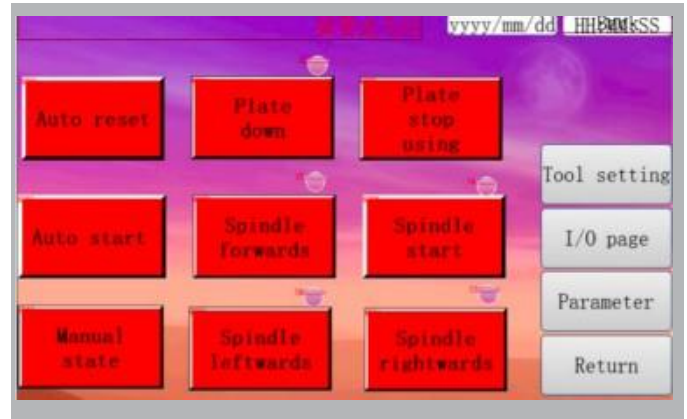 yyyy/mm/dd
Auto reset
Plate
down
Plate
stop
using
Tool setting
Auto start
Spindle
forwards
Spindle
start
I/O page
Parameter
Manual
state
Spindle
leftwards
Spindle
rightwards
Return